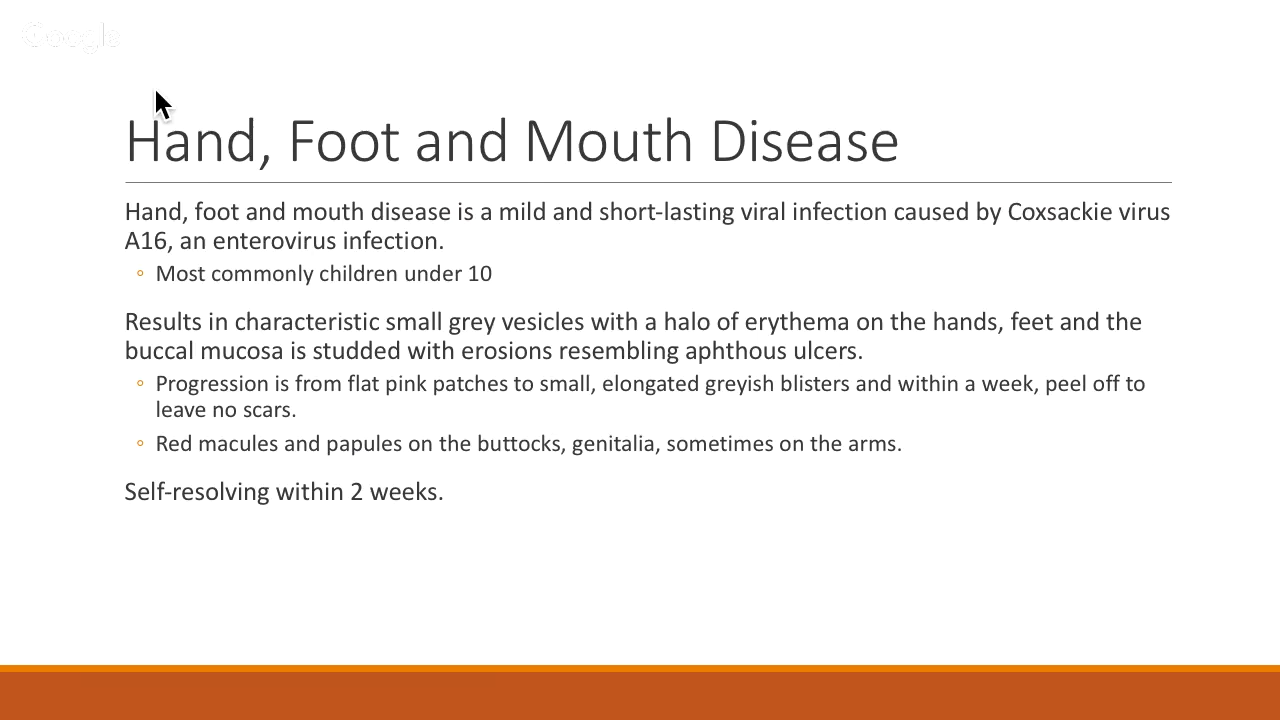 Google
Hand, Foot and Mouth Disease
Hand, foot and mouth disease is a mild and short-lasting viral infection caused by Coxsackie virus
A16, an enterovirus infection.
◦ Most commonly children under 10
Results in characteristic small grey vesicles with a halo of erythema on the hands, feet and the
buccal mucosa is studded with erosions resembling aphthous ulcers.
◦ Progression is from flat pink patches to small, elongated greyish blisters and within a week, peel off to
leave no scars.
◦ Red macules and papules on the buttocks, genitalia, sometimes on the arms.
Self-resolving within 2 weeks.